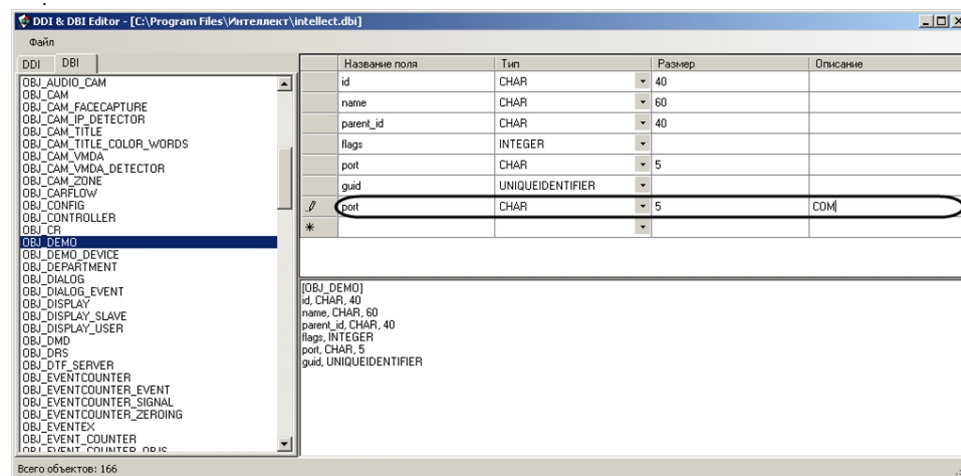 DDI & DBI Editor - [C:\Program Files\Интеллект\intellect.dbi]
Файл
DDI DBI
OBJ_AUDIO_CAM
OBJ_CAM
OBJ_CAM_FACECAPTURE
OBJ_CAM_IP_DETECTOR
OBJ_CAM_TITLE
OBJ_CAM_TITLE_COLOR_WORDS
OBJ_CAM_VMDA
OBJ_CAM_VMDA_DETECTOR
OBJ_CAM_ZONE
OBJ_CARFLOW
OBJ_CONFIG
OBJ_CONTROLLER
OBJ_CR
OBJ_DEMO
OBJ_DEMO_DEVICE
OBJ_DEPARTMENT
OBJ_DIALOG
OBJ_DIALOG_EVENT
OBJ_DISPLAY
OBJ_DISPLAY_SLAVE
OBJ_DISPLAY_USER
OBJ_DMD
OBJ_DRS
OBJ_DTF_SERVER
OBJ_EVENTCOUNTER
OBJ_EVENTCOUNTER_EVENT
OBJ_EVENTCOUNTER_SIGNAL
OBJ_EVENTCOUNTER_ZEROING
OBJ_EVENTEX
OBJ_EVENT_COUNTER
OBJ_EVENT_COUNTER_OBJS
Название поля Тип Размер Описание
id CHAR 40
name CHAR 60
parent_id CHAR 40
flags INTEGER
port CHAR 5
guid UNIQUEIDENTIFIER
port CHAR 5 COM
[OBJ_DEMO]
id, CHAR, 40
name, CHAR, 60
parent_id, CHAR, 40
flags, INTEGER
port, CHAR, 5
guid, UNIQUEIDENTIFIER
Всего объектов: 166